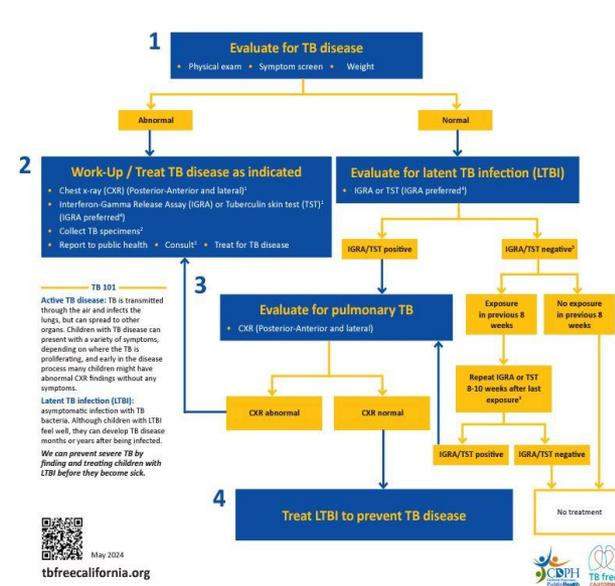 1
Evaluate for TB disease
• Physical exam • Symptom screen • Weight
Abnormal
Normal
2
Work-Up / Treat TB disease as indicated
• Chest x-ray (CXR) (Posterior-Anterior and lateral)¹
• Interferon-Gamma Release Assay (IGRA) or Tuberculin skin test (TST)¹
(IGRA preferred⁴)
• Collect TB specimens²
• Report to public health • Consult³ • Treat for TB disease
Evaluate for latent TB infection (LTBI)
• IGRA or TST (IGRA preferred⁴)
IGRA/TST positive
IGRA/TST negative⁵
3
Evaluate for pulmonary TB
• CXR (Posterior-Anterior and lateral)
Exposure
in previous 8
weeks
No exposure
in previous 8
weeks
TB 101
Active TB disease: TB is transmitted
through the air and infects the
lungs, but can spread to other
organs. Children with TB disease can
present with a variety of symptoms,
depending on where the TB is
proliferating, and early in the disease
process many children might have
abnormal CXR findings without any
symptoms.
Latent TB infection (LTBI):
asymptomatic infection with TB
bacteria. Although children with LTBI
feel well, they can develop TB disease
months or years after being infected.
We can prevent severe TB by
finding and treating children with
LTBI before they become sick.
Repeat IGRA or TST
8-10 weeks after last
exposure³
CXR abnormal
CXR normal
IGRA/TST positive
IGRA/TST negative
4
Treat LTBI to prevent TB disease
No treatment
May 2024
tbfreecalifornia.org
CDPH
PublicHealth
TB free